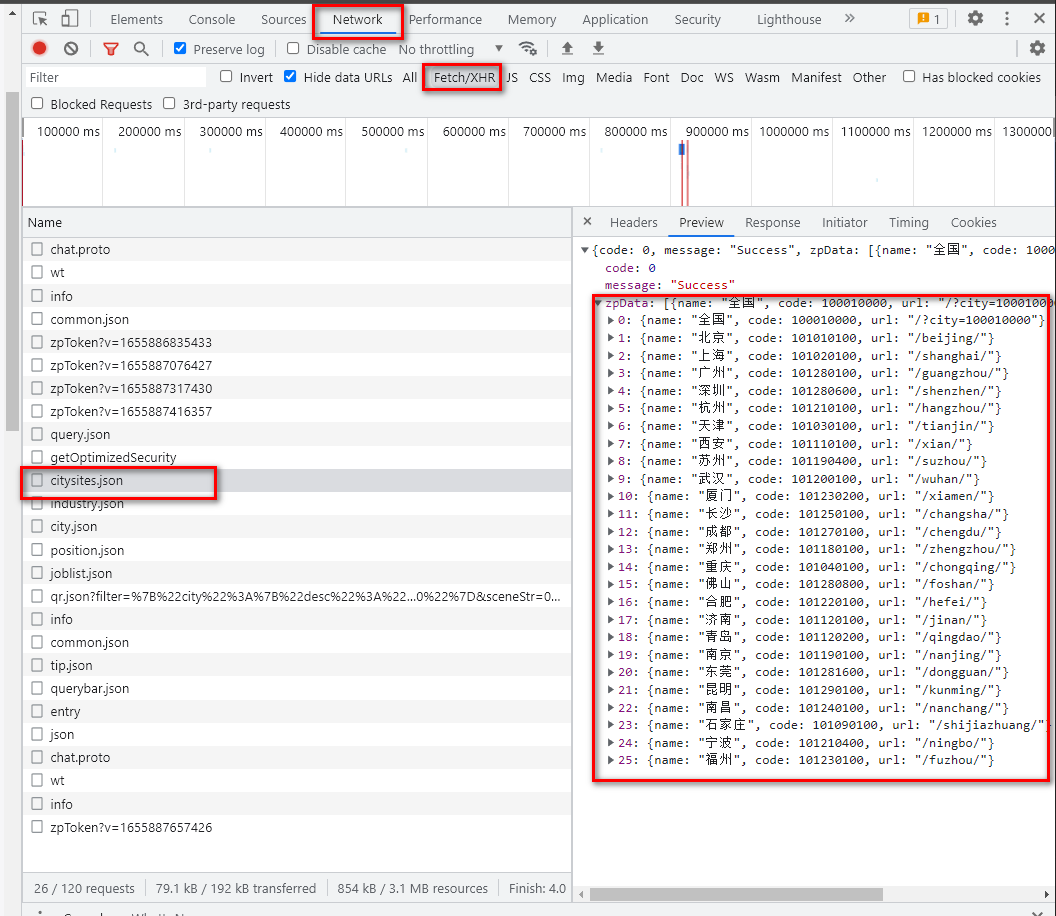 Elements Console Sources Network Performance Memory Application Security Lighthouse » 1
Preserve log Disable cache No throttling
Filter Invert Hide data URLs All Fetch/XHR JS CSS Img Media Font Doc WS Wasm Manifest Other Has blocked cookies
Blocked Requests 3rd-party requests
100000 ms 200000 ms 300000 ms 400000 ms 500000 ms 600000 ms 700000 ms 800000 ms 900000 ms 1000000 ms 1100000 ms 1200000 ms 1300000
Name
chat.proto
wt
info
common.json
zpToken?v=1655886835433
zpToken?v=1655887076427
zpToken?v=1655887317430
zpToken?v=1655887416357
query.json
getOptimizedSecurity
citysites.json
industry.json
city.json
position.json
joblist.json
qr.json?filter=%7B%22city%22%3A%7B%22desc%22%3A%22...0%22%7D&sceneStr=0...
info
common.json
tip.json
querybar.json
entry
json
chat.proto
wt
info
zpToken?v=1655887657426
26 / 120 requests 79.1 kB / 192 kB transferred 854 kB / 3.1 MB resources Finish: 4.0
× Headers Preview Response Initiator Timing Cookies
{code: 0, message: "Success", zpData: [{name: "全国", code: 1000
code: 0
message: "Success"
zpData: [{name: "全国", code: 100010000, url: "/?city=100010000
0: {name: "全国", code: 100010000, url: "/?city=100010000"}
1: {name: "北京", code: 101010100, url: "/beijing/"}
2: {name: "上海", code: 101020100, url: "/shanghai/"}
3: {name: "广州", code: 101280100, url: "/guangzhou/"}
4: {name: "深圳", code: 101280600, url: "/shenzhen/"}
5: {name: "杭州", code: 101210100, url: "/hangzhou/"}
6: {name: "天津", code: 101030100, url: "/tianjin/"}
7: {name: "西安", code: 101110100, url: "/xian/"}
8: {name: "苏州", code: 101190400, url: "/suzhou/"}
9: {name: "武汉", code: 101200100, url: "/wuhan/"}
10: {name: "厦门", code: 101230200, url: "/xiamen/"}
11: {name: "长沙", code: 101250100, url: "/changsha/"}
12: {name: "成都", code: 101270100, url: "/chengdu/"}
13: {name: "郑州", code: 101180100, url: "/zhengzhou/"}
14: {name: "重庆", code: 101040100, url: "/chongqing/"}
15: {name: "佛山", code: 101280800, url: "/foshan/"}
16: {name: "合肥", code: 101220100, url: "/hefei/"}
17: {name: "济南", code: 101120100, url: "/jinan/"}
18: {name: "青岛", code: 101120200, url: "/qingdao/"}
19: {name: "南京", code: 101190100, url: "/nanjing/"}
20: {name: "东莞", code: 101281600, url: "/dongguan/"}
21: {name: "昆明", code: 101290100, url: "/kunming/"}
22: {name: "南昌", code: 101240100, url: "/nanchang/"}
23: {name: "石家庄", code: 101090100, url: "/shijiazhuang/"}
24: {name: "宁波", code: 101210400, url: "/ningbo/"}
25: {name: "福州", code: 101230100, url: "/fuzhou/"}